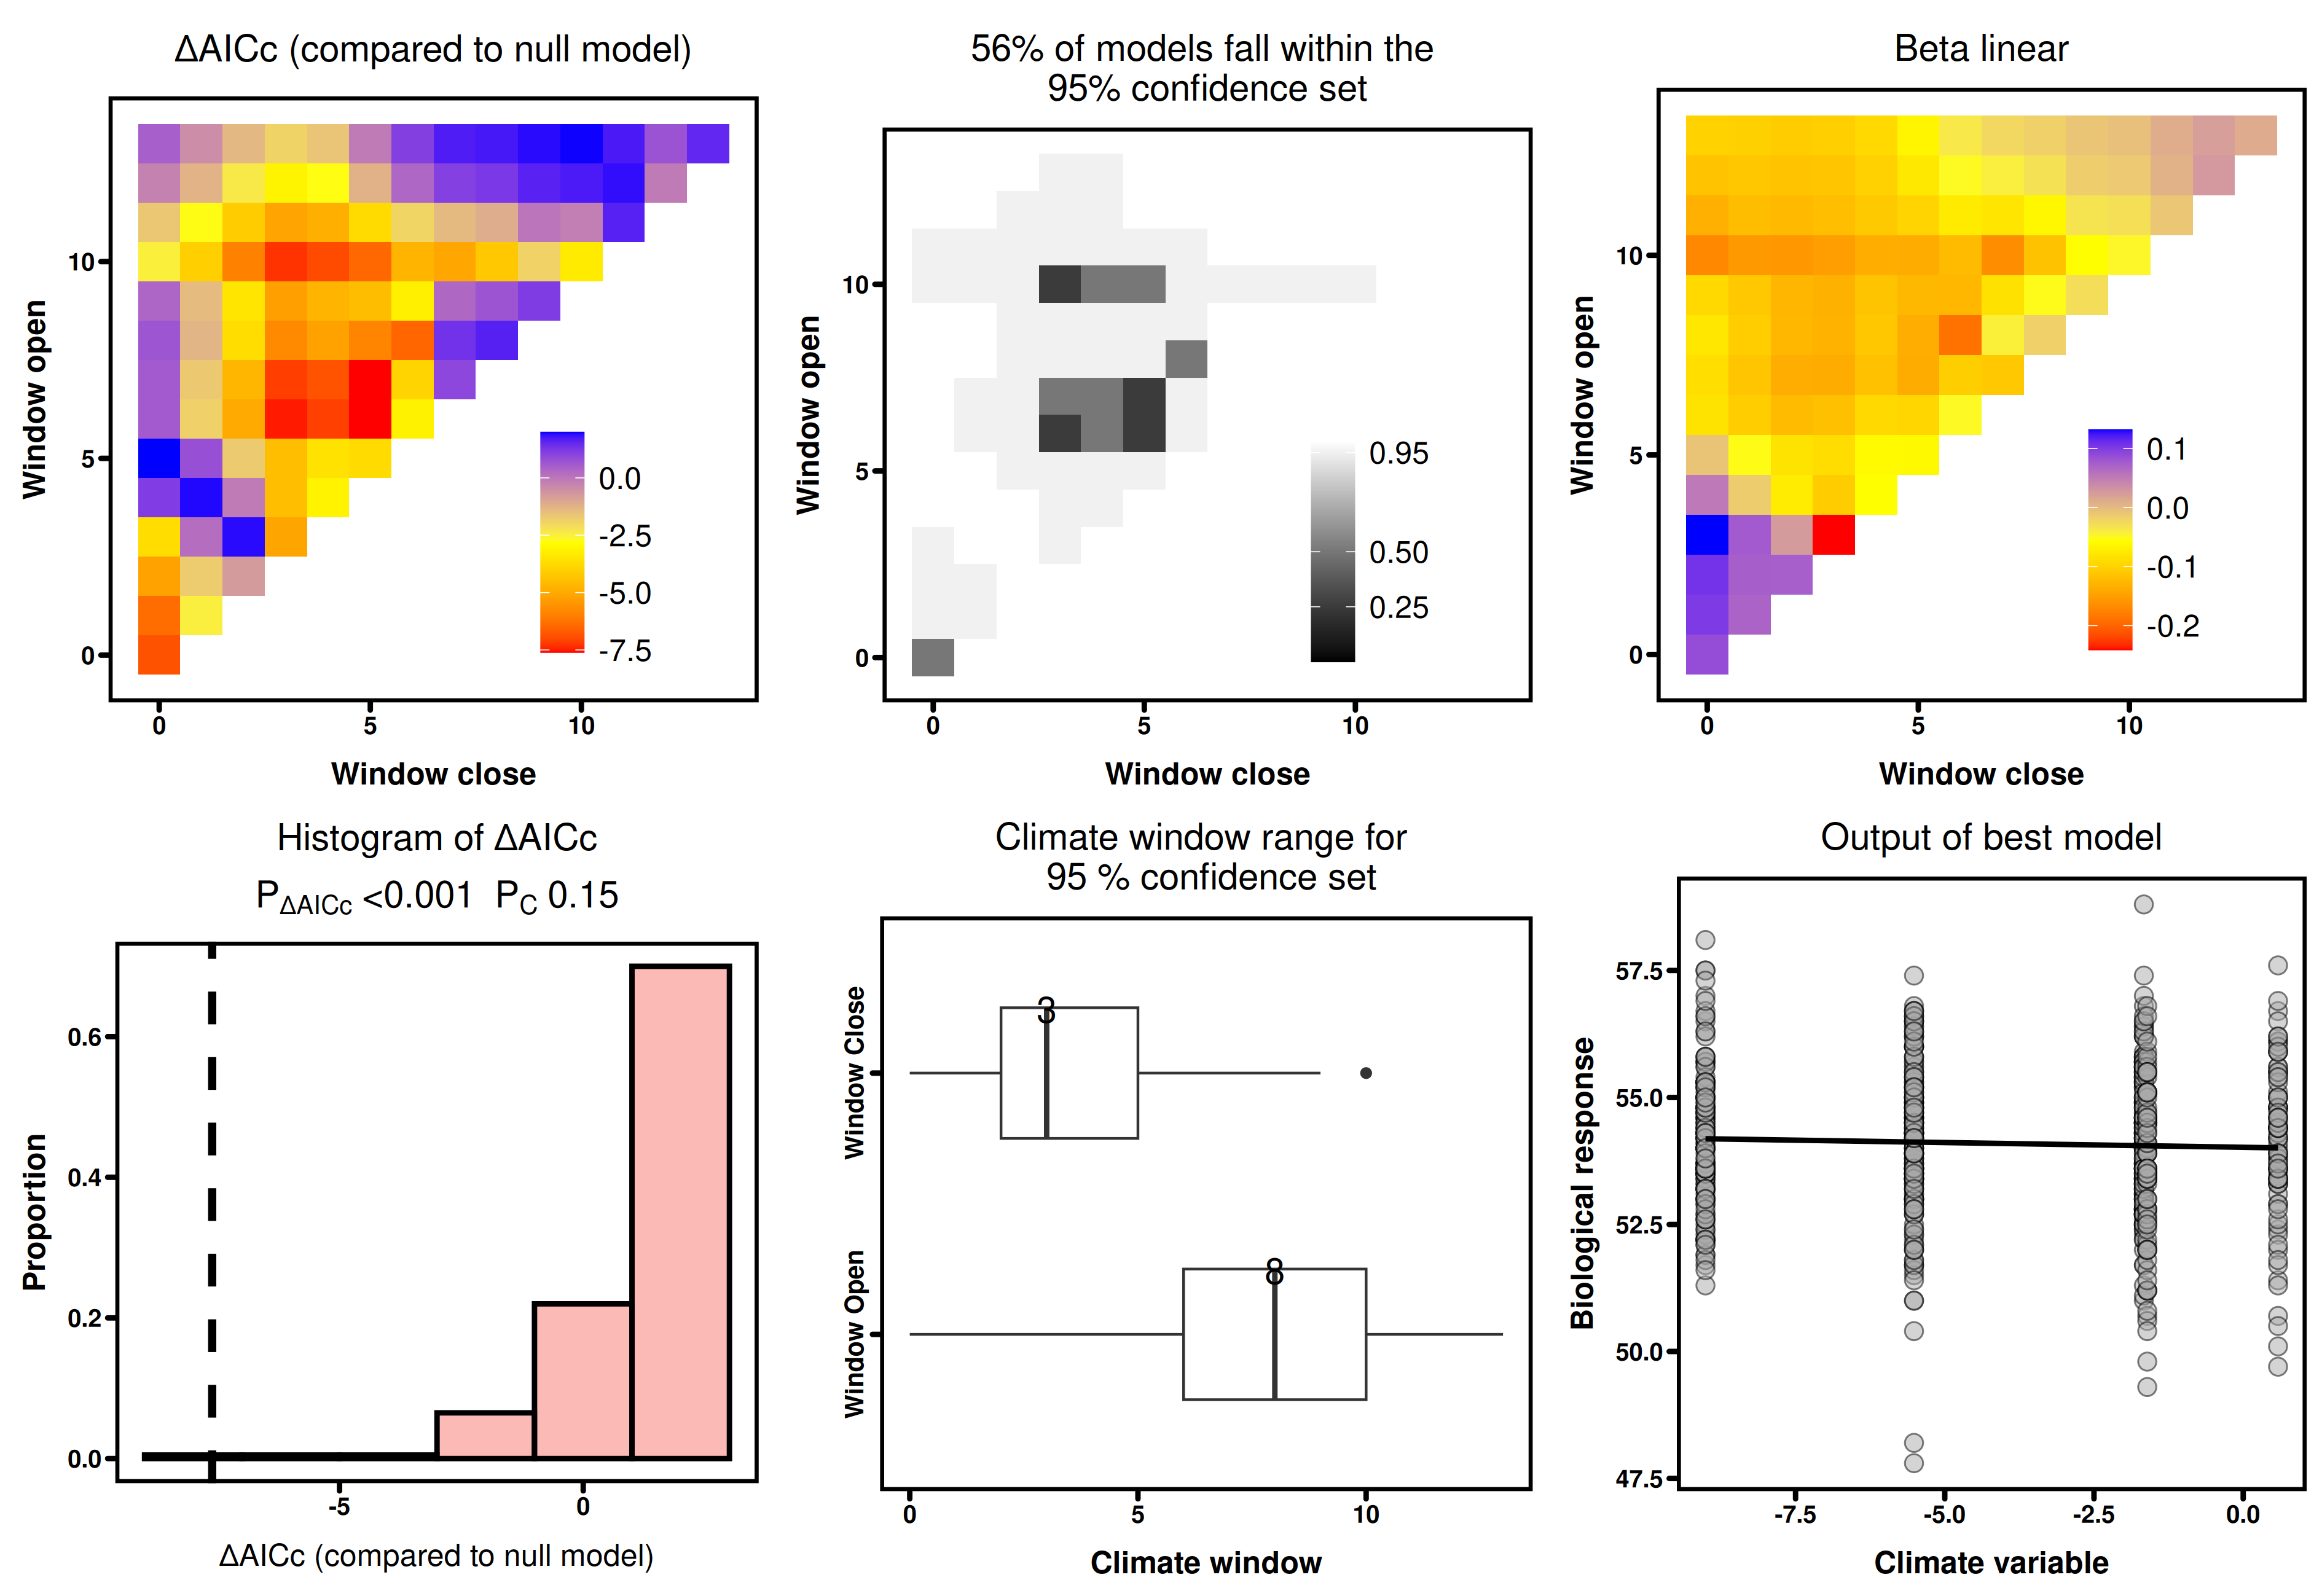 ΔAICc (compared to null model)
Window open
10
5
0
0.0
-2.5
-5.0
-7.5
0 5 10
Window close
56% of models fall within the
95% confidence set
Window open
10
5
0
0.95
0.50
0.25
0 5 10
Window close
Beta linear
Window open
10
5
0
0.1
0.0
-0.1
-0.2
0 5 10
Window close
Histogram of ΔAICc
PΔAICc <0.001 PC 0.15
Proportion
0.6
0.4
0.2
0.0
-5 0
ΔAICc (compared to null model)
Climate window range for
95 % confidence set
Window Close
3
Window Open
8
0 5 10
Climate window
Output of best model
Biological response
57.5
55.0
52.5
50.0
47.5
-7.5 -5.0 -2.5 0.0
Climate variable